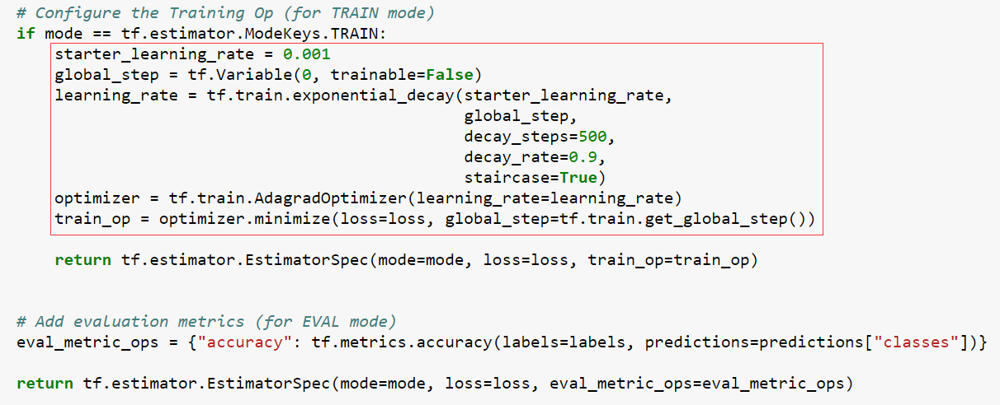 # Configure the Training Op (for TRAIN mode)
if mode == tf.estimator.ModeKeys.TRAIN:
    starter_learning_rate = 0.001
    global_step = tf.Variable(0, trainable=False)
    learning_rate = tf.train.exponential_decay(starter_learning_rate,
                                               global_step,
                                               decay_steps=500,
                                               decay_rate=0.9,
                                               staircase=True)
    optimizer = tf.train.AdagradOptimizer(learning_rate=learning_rate)
    train_op = optimizer.minimize(loss=loss, global_step=tf.train.get_global_step())
    return tf.estimator.EstimatorSpec(mode=mode, loss=loss, train_op=train_op)
# Add evaluation metrics (for EVAL mode)
eval_metric_ops = {"accuracy": tf.metrics.accuracy(labels=labels, predictions=predictions["classes"])}
return tf.estimator.EstimatorSpec(mode=mode, loss=loss, eval_metric_ops=eval_metric_ops)